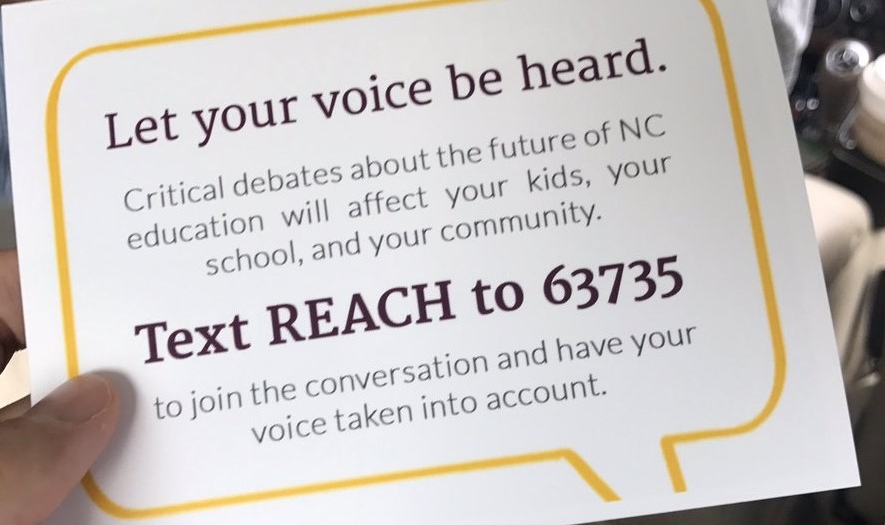 Let your voice be heard.
Critical debates about the future of NC
education will affect your kids, your
school, and your community.
Text REACH to 63735
to join the conversation and have your
voice taken into account.